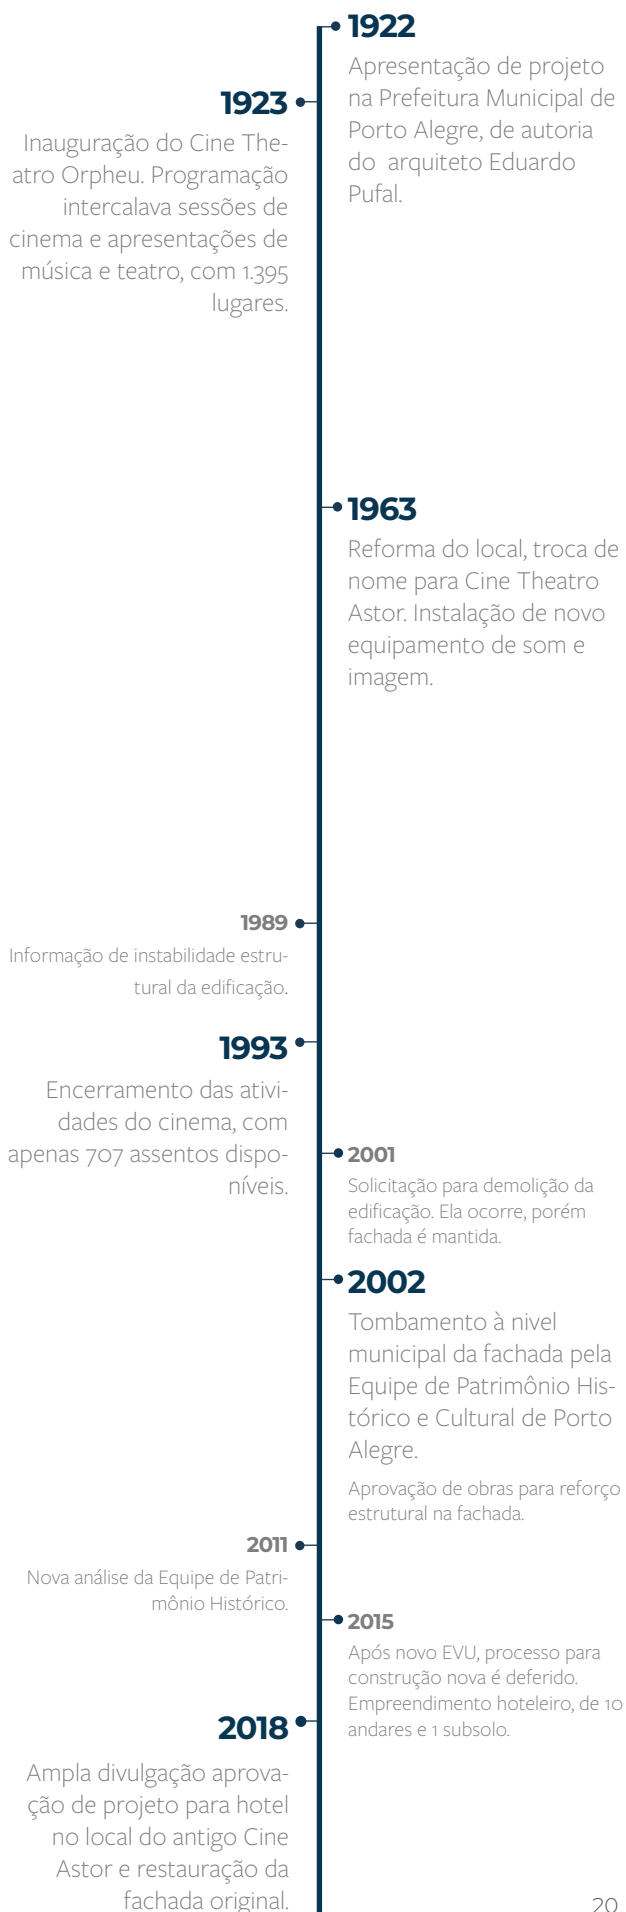 1922
Apresentação de projeto
na Prefeitura Municipal de
Porto Alegre, de autoria
do arquiteto Eduardo
Pufal.
1923
Inauguração do Cine The-
atro Orpheu. Programação
intercalava sessões de
cinema e apresentações de
música e teatro, com 1.395
lugares.
1963
Reforma do local, troca de
nome para Cine Theatro
Astor. Instalação de novo
equipamento de som e
imagem.
1989
Informação de instabilidade estru-
tural da edificação.
1993
Encerramento das ativi-
dades do cinema, com
apenas 707 assentos dispo-
níveis.
2001
Solicitação para demolição da
edificação. Ela ocorre, porém
fachada é mantida.
2002
Tombamento à nivel
municipal da fachada pela
Equipe de Patrimônio His-
tórico e Cultural de Porto
Alegre.
Aprovação de obras para reforço
estrutural na fachada.
2011
Nova análise da Equipe de Patri-
mônio Histórico.
2015
Após novo EVU, processo para
construção nova é deferido.
Empreendimento hoteleiro, de 10
andares e 1 subsolo.
2018
Ampla divulgação aprova-
ção de projeto para hotel
no local do antigo Cine
Astor e restauração da
fachada original.
20